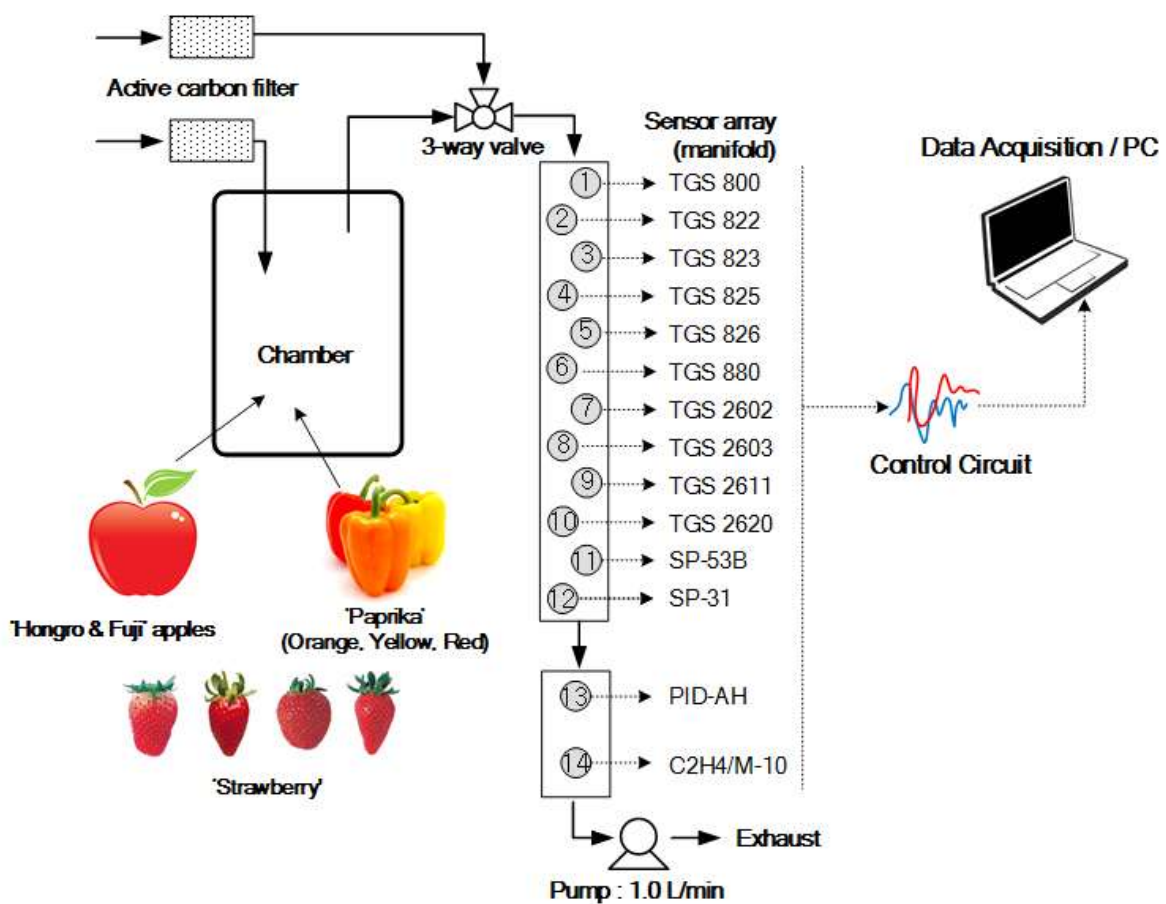 Active carbon filter
3-way valve
Sensor array
(manifold)
Data Acquisition / PC
1 TGS 800
2 TGS 822
3 TGS 823
4 TGS 825
5 TGS 826
6 TGS 880
7 TGS 2602
8 TGS 2603
9 TGS 2611
10 TGS 2620
11 SP-53B
12 SP-31
Chamber
Control Circuit
'Hongro & Fuji' apples
'Paprika'
(Orange, Yellow, Red)
'Strawberry'
13 PID-AH
14 C2H4/M-10
Exhaust
Pump : 1.0 L/min